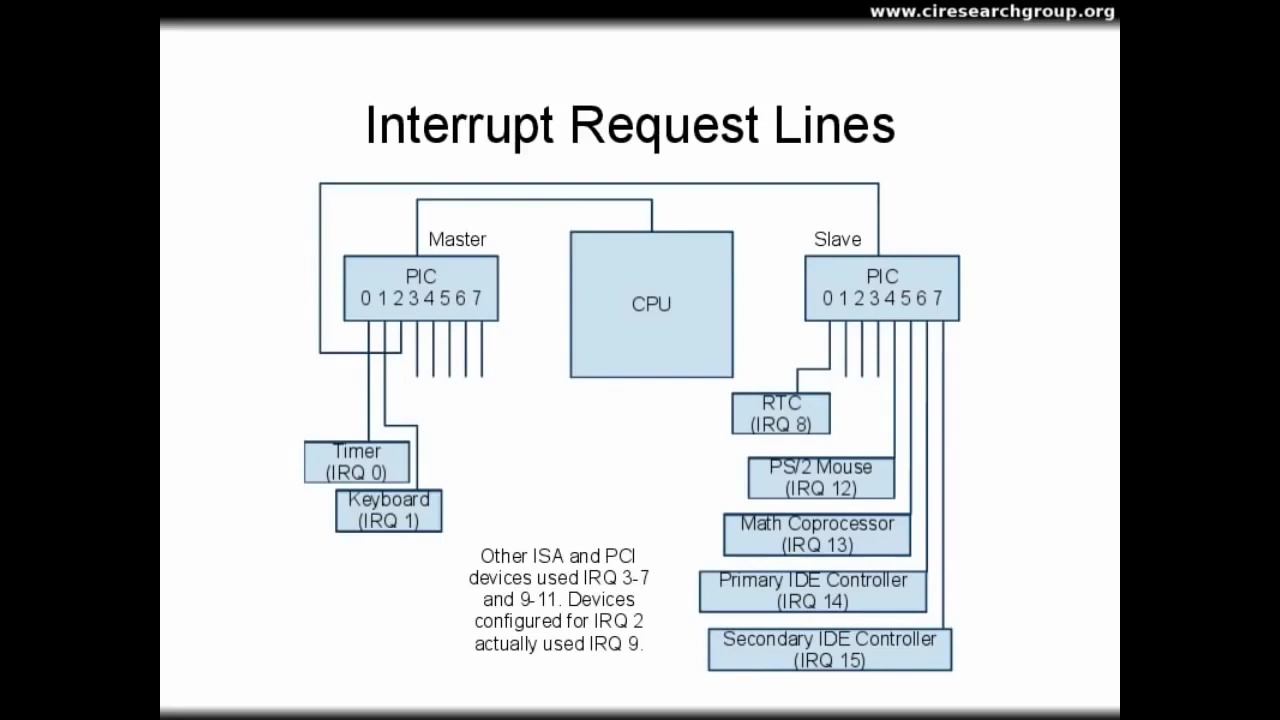 www.ciresearchgroup.org
Interrupt Request Lines
Master
Slave
PIC
0 1 2 3 4 5 6 7
CPU
PIC
0 1 2 3 4 5 6 7
RTC
(IRQ 8)
Timer
(IRQ 0)
PS/2 Mouse
(IRQ 12)
Keyboard
(IRQ 1)
Math Coprocessor
(IRQ 13)
Other ISA and PCI
devices used IRQ 3-7
and 9-11. Devices
configured for IRQ 2
actually used IRQ 9.
Primary IDE Controller
(IRQ 14)
Secondary IDE Controller
(IRQ 15)